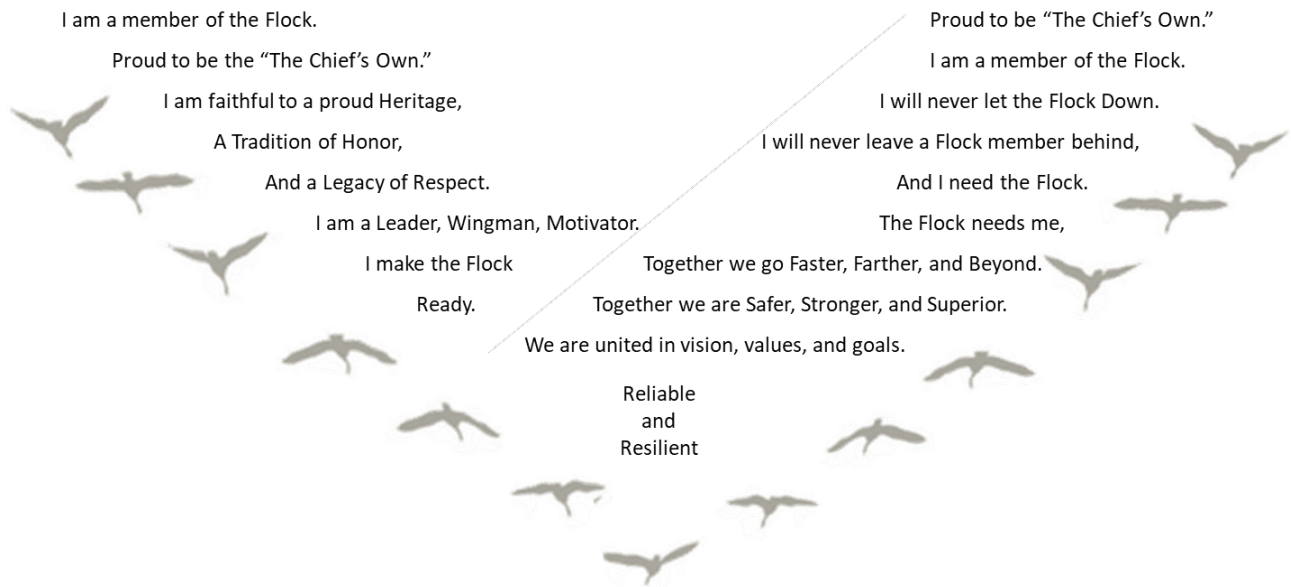 I am a member of the Flock.
Proud to be the “The Chief’s Own.”
I am faithful to a proud Heritage,
A Tradition of Honor,
And a Legacy of Respect.
I am a Leader, Wingman, Motivator.
I make the Flock
Ready.
Reliable
and
Resilient
We are united in vision, values, and goals.
Together we are Safer, Stronger, and Superior.
Together we go Faster, Farther, and Beyond.
The Flock needs me,
And I need the Flock.
I will never leave a Flock member behind,
I will never let the Flock Down.
I am a member of the Flock.
Proud to be “The Chief’s Own.”